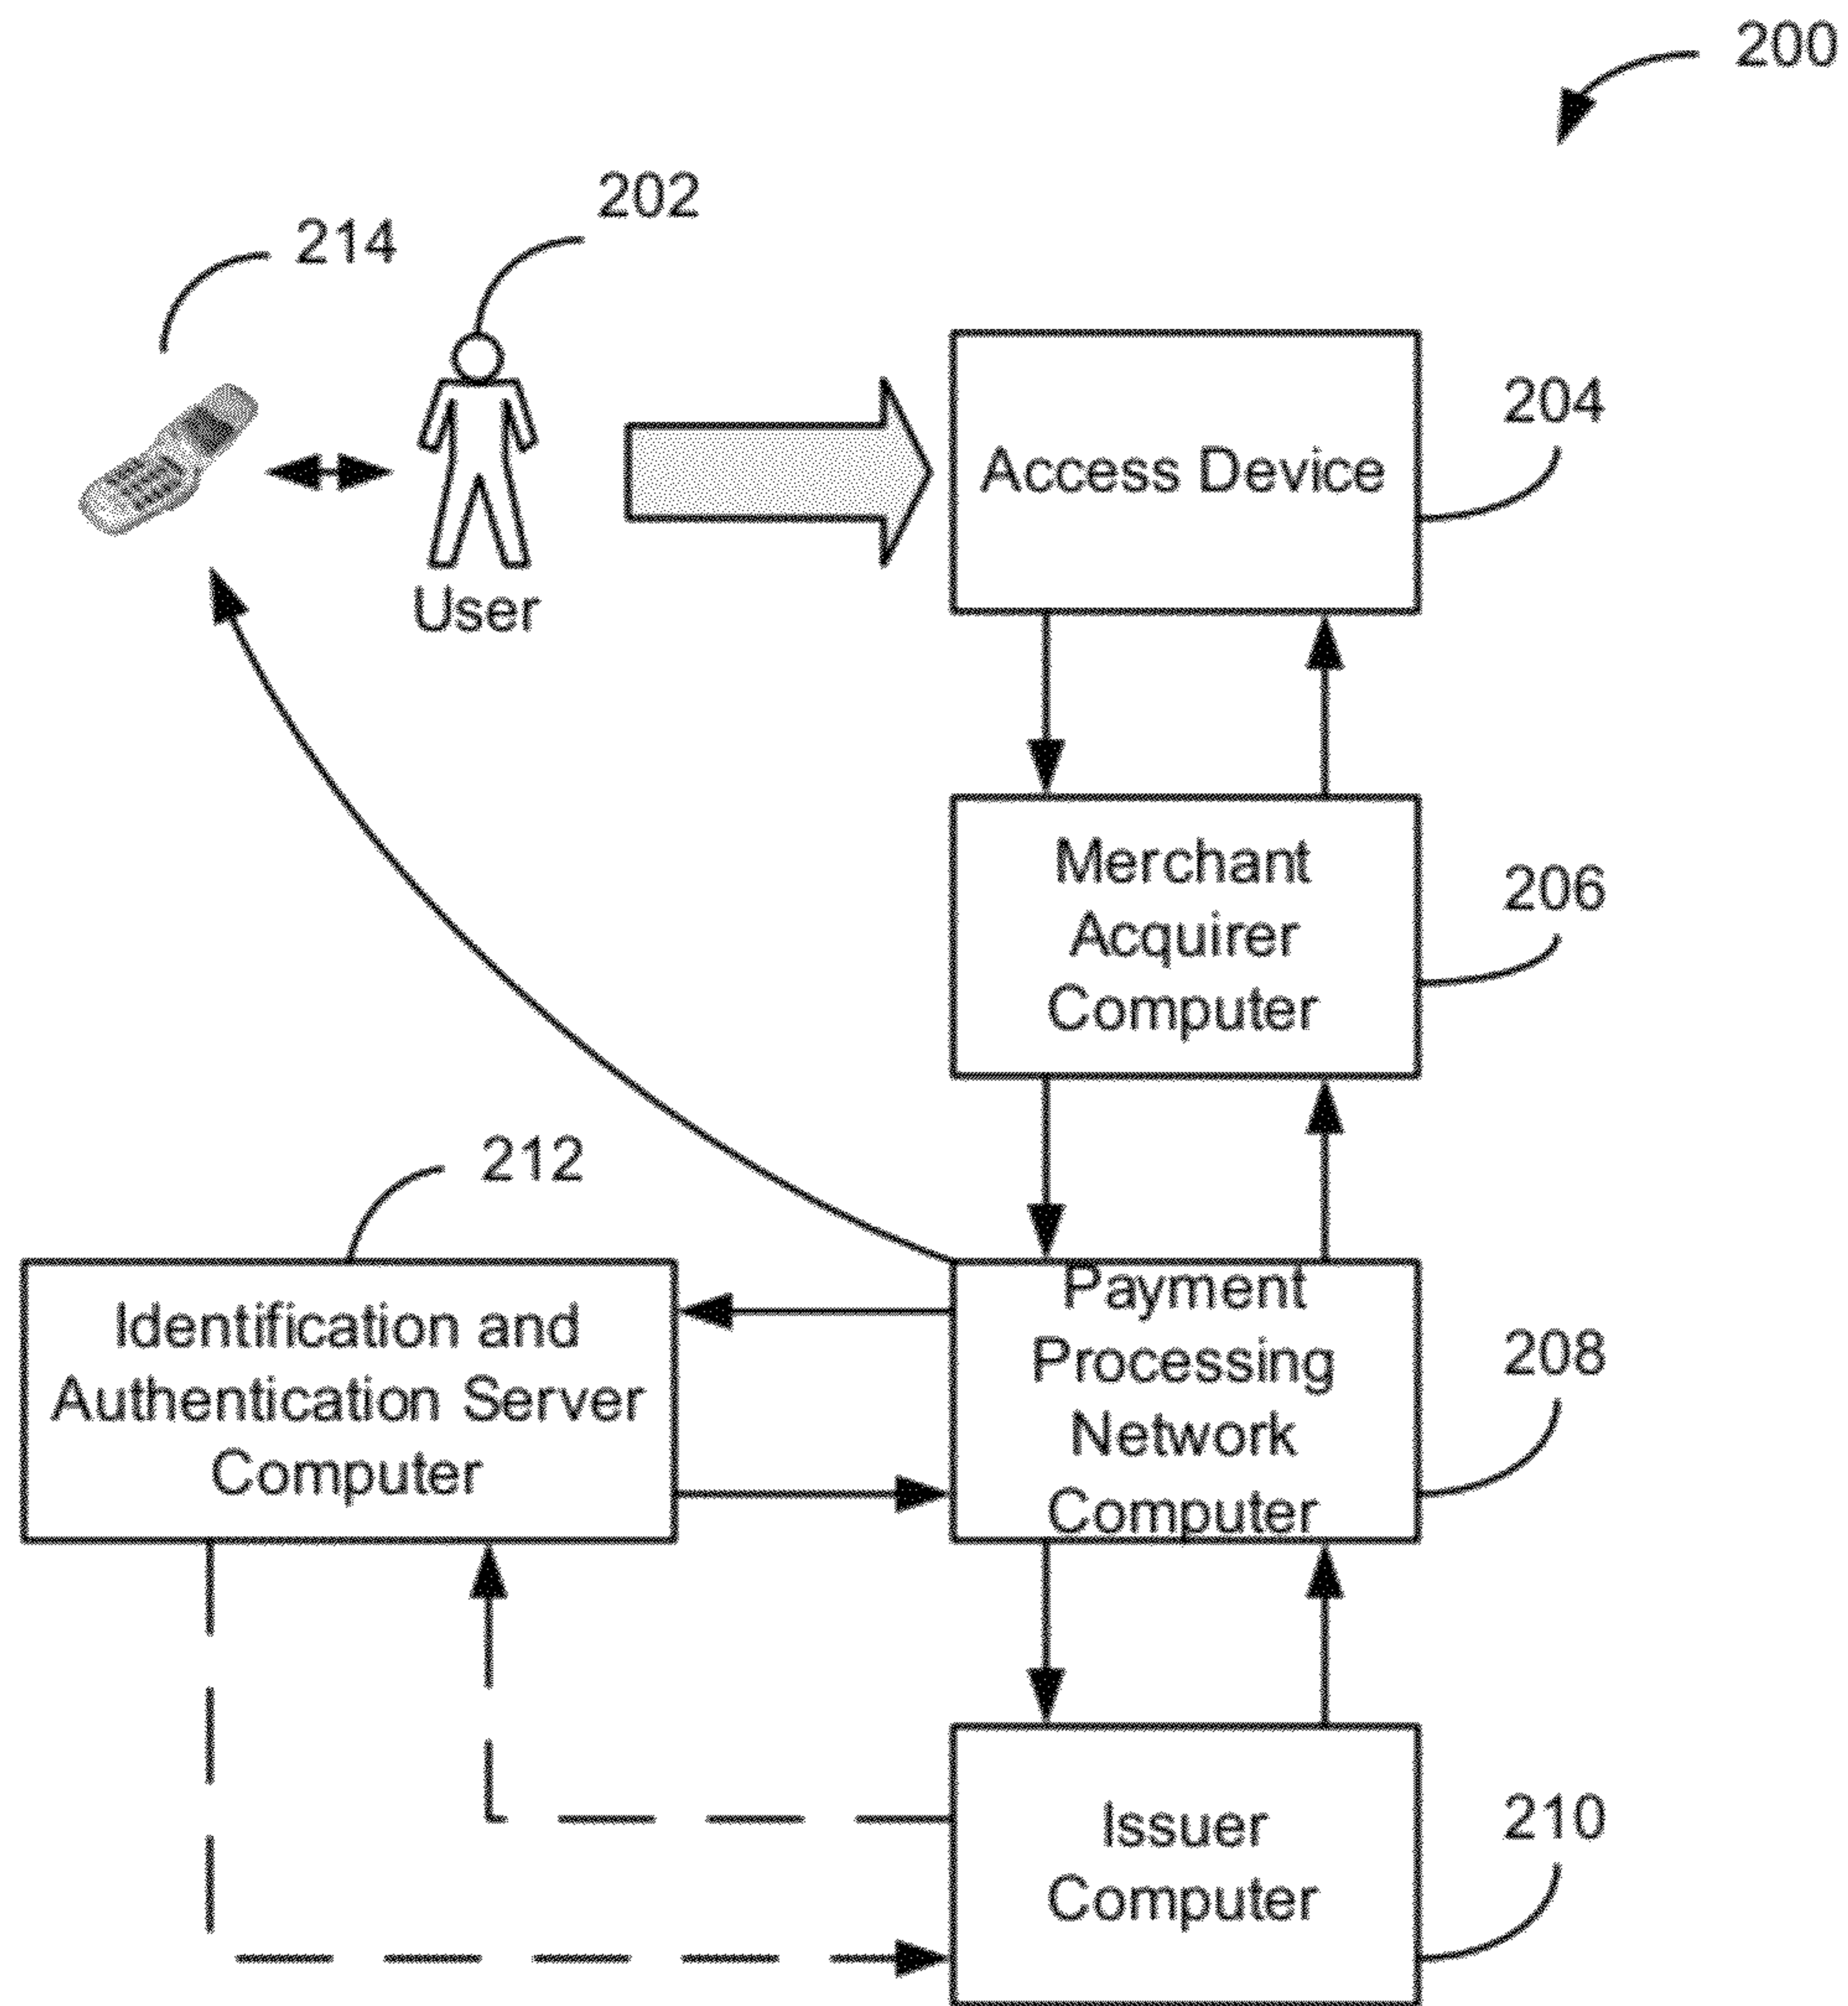 200
202
214
204
Access Device
User
Merchant
Acquirer
Computer
206
212
Identification and
Authentication Server
Computer
Payment
Processing
Network
Computer
208
Issuer
Computer
210